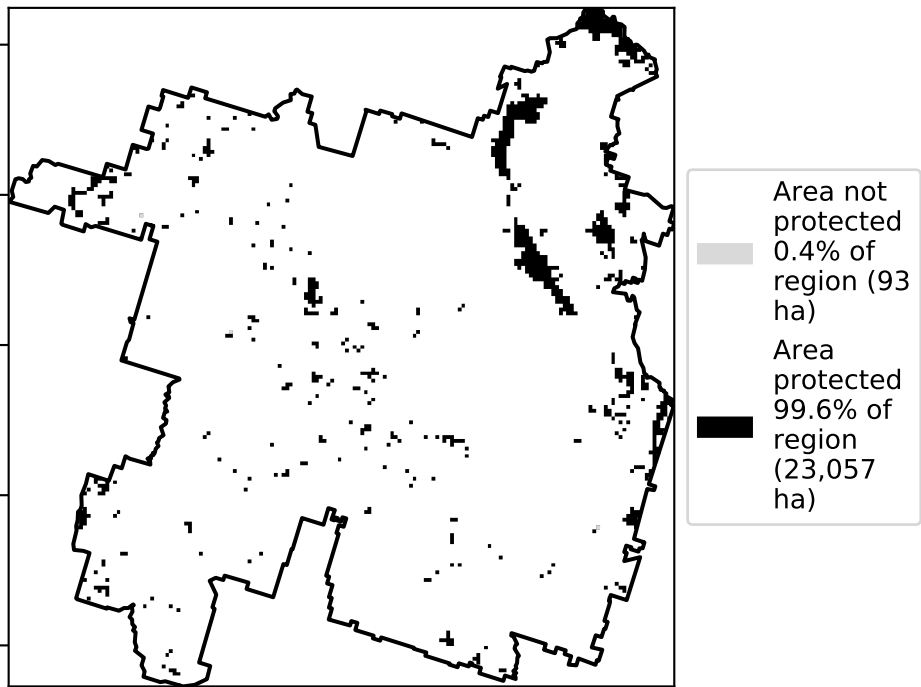 Area not
protected
0.4% of
region (93
ha)
Area
protected
99.6% of
region
(23,057
ha)